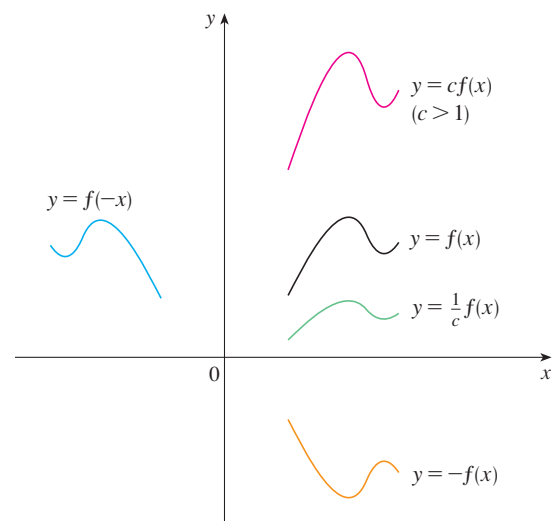 y
y = cf(x)
(c > 1)
y = f(−x)
y = f(x)
y = 1/c f(x)
0
x
y = −f(x)